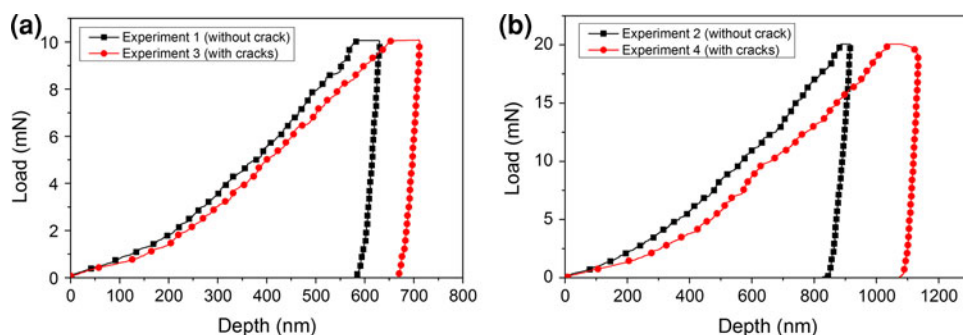 (a)
Experiment 1 (without crack)
Experiment 3 (with cracks)
Load (mN)
10
8
6
4
2
0
0 100 200 300 400 500 600 700 800
Depth (nm)
(b)
Experiment 2 (without crack)
Experiment 4 (with cracks)
Load (mN)
20
15
10
5
0
0 200 400 600 800 1000 1200
Depth (nm)